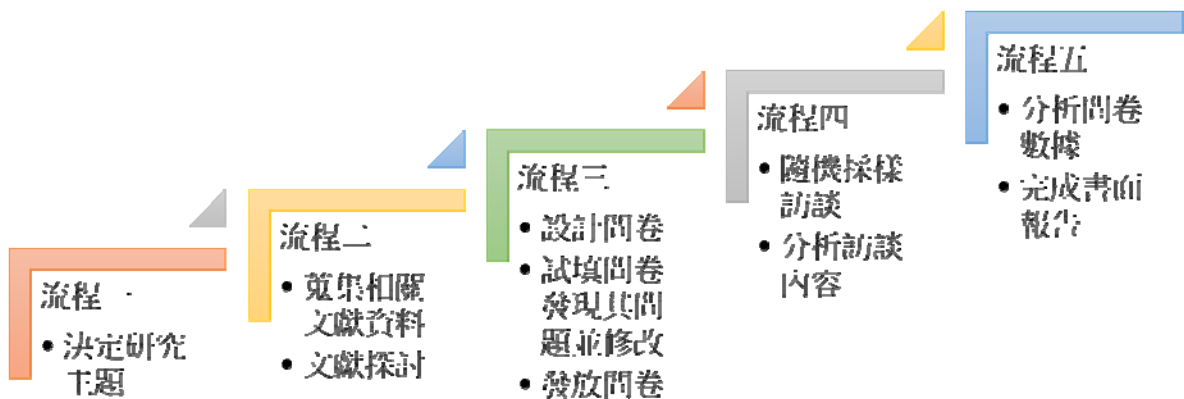 流程一
• 決定研究
主題
流程二
• 蒐集相關
文獻資料
• 文獻探討
流程三
• 設計問卷
• 試填問卷
發現其問
題並修改
• 發放問卷
流程四
• 隨機採樣
訪談
• 分析訪談
內容
流程五
• 分析問卷
數據
• 完成書面
報告